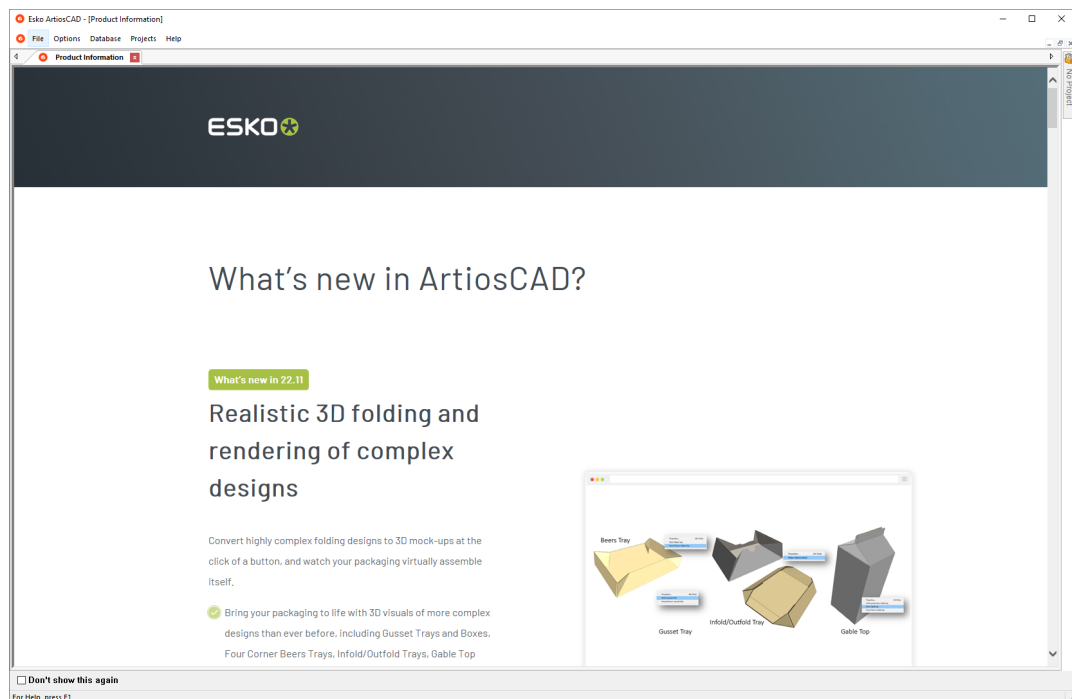 Esko ArtiosCAD - [Product Information]
File Options Database Projects Help
Product Information
No Project
ESKO
What's new in ArtiosCAD?
What's new in 22.11
Realistic 3D folding and
rendering of complex
designs
Convert highly complex folding designs to 3D mock-ups at the
click of a button, and watch your packaging virtually assemble
itself.
Bring your packaging to life with 3D visuals of more complex
designs than ever before, including Gusset Trays and Boxes,
Four Corner Beers Trays, Infold/Outfold Trays, Gable Top
Beers Tray
Gusset Tray
Infold/Outfold Tray
Gable Top
Don't show this again
For Help, press F1